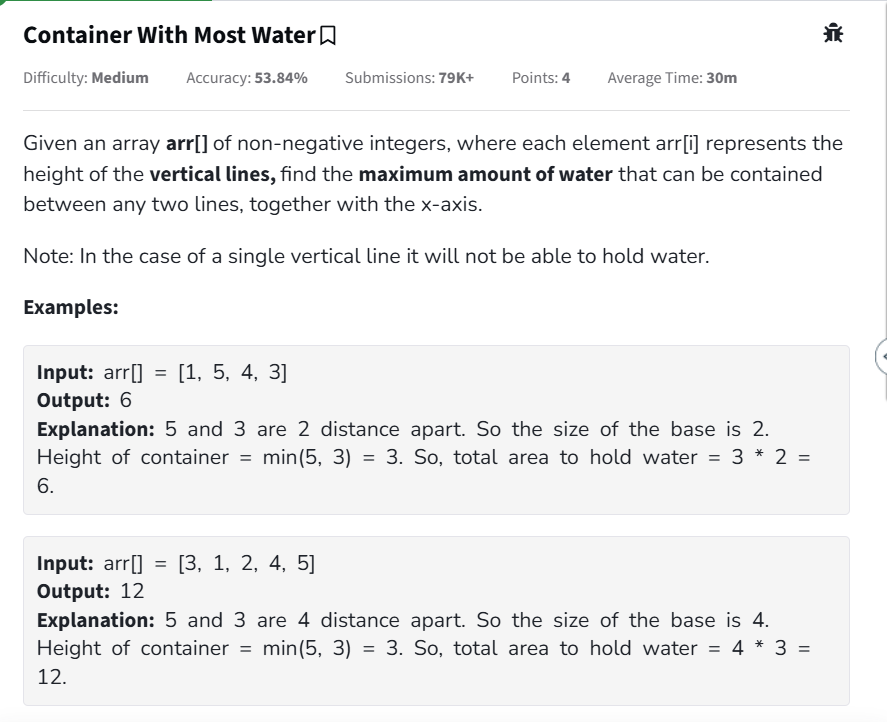 Container With Most Water
Difficulty: Medium Accuracy: 53.84% Submissions: 79K+ Points: 4 Average Time: 30m
Given an array arr[] of non-negative integers, where each element arr[i] represents the
height of the vertical lines, find the maximum amount of water that can be contained
between any two lines, together with the x-axis.
Note: In the case of a single vertical line it will not be able to hold water.
Examples:
Input: arr[] = [1, 5, 4, 3]
Output: 6
Explanation: 5 and 3 are 2 distance apart. So the size of the base is 2.
Height of container = min(5, 3) = 3. So, total area to hold water = 3 * 2 =
6.
Input: arr[] = [3, 1, 2, 4, 5]
Output: 12
Explanation: 5 and 3 are 4 distance apart. So the size of the base is 4.
Height of container = min(5, 3) = 3. So, total area to hold water = 4 * 3 =
12.